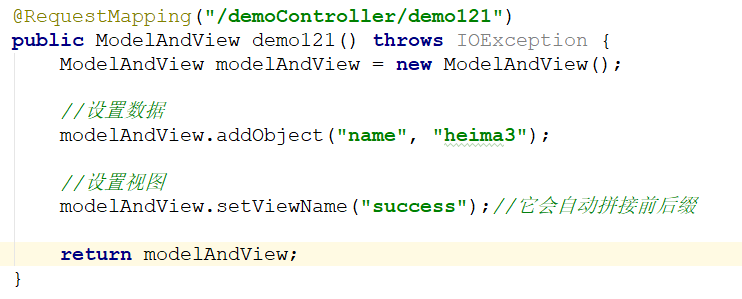 @RequestMapping("/demoController/demo121")
public ModelAndView demo121() throws IOException {
ModelAndView modelAndView = new ModelAndView();
//设置数据
modelAndView.addObject("name", "heima3");
//设置视图
modelAndView.setViewName("success");//它会自动拼接前后缀
return modelAndView;
}